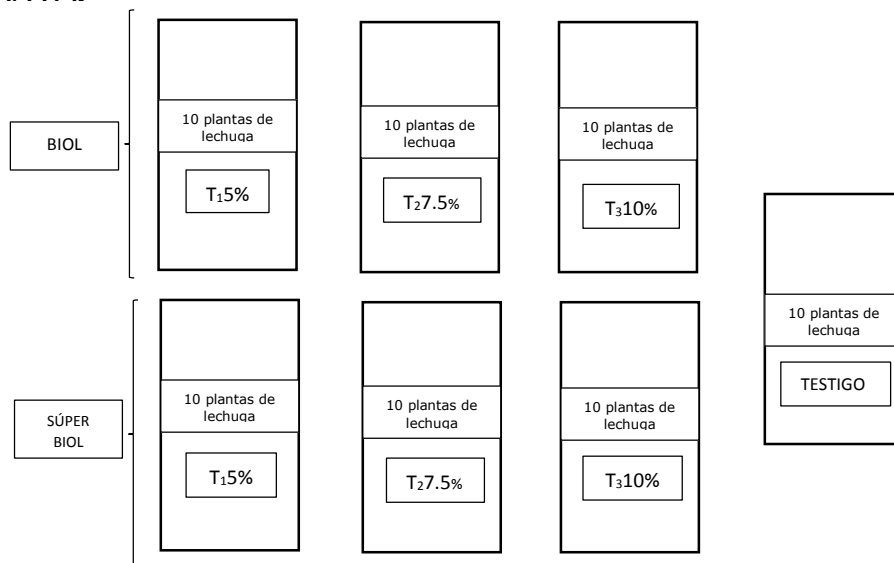 BIOL
10 plantas de
lechuga
T₁5%
10 plantas de
lechuga
T₂7.5%
10 plantas de
lechuga
T₃10%
10 plantas de
lechuga
TESTIGO
SÚPER
BIOL
10 plantas de
lechuga
T₁5%
10 plantas de
lechuga
T₂7.5%
10 plantas de
lechuga
T₃10%